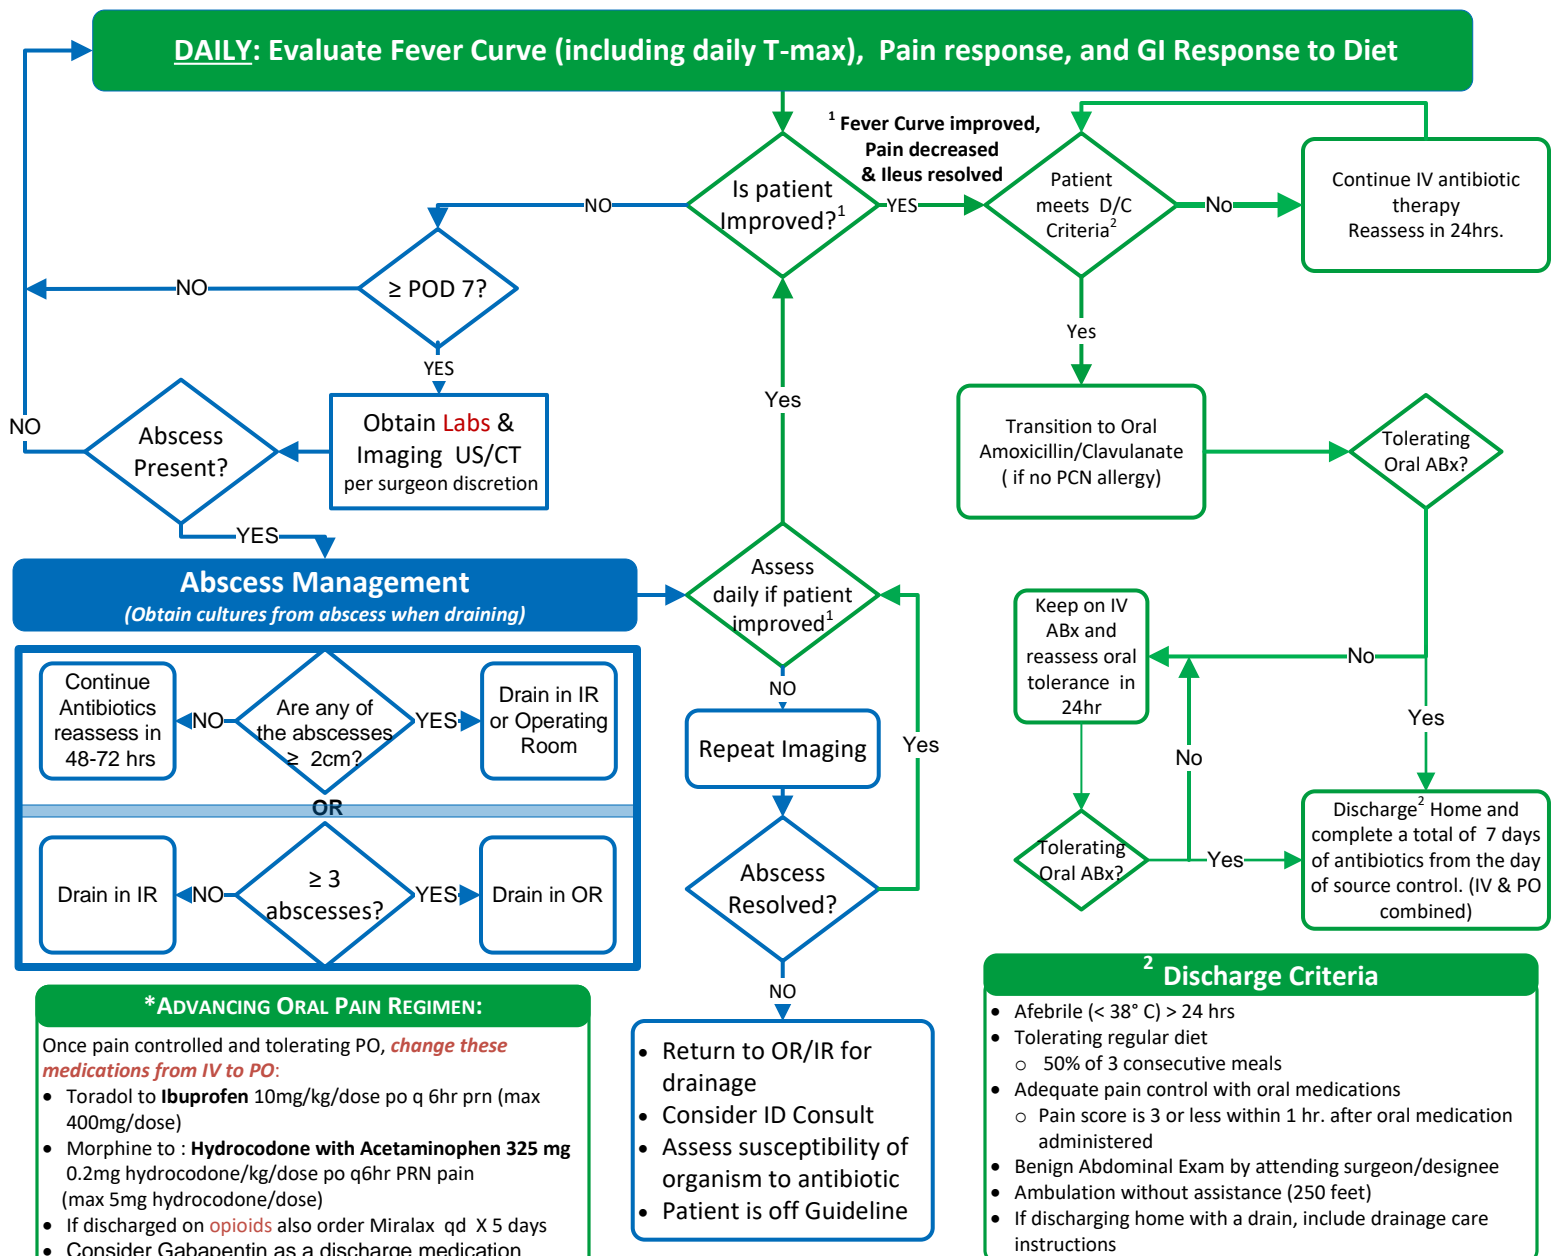 DAILY: Evaluate Fever Curve (including daily T-max), Pain response, and GI Response to Diet
1 Fever Curve improved,
Pain decreased
& Ileus resolved
Is patient
Improved?1
NO
YES
Patient
meets D/C
Criteria2
No
Continue IV antibiotic
therapy
Reassess in 24hrs.
≥ POD 7?
NO
YES
Yes
Yes
Obtain Labs &
Imaging US/CT
per surgeon discretion
Abscess
Present?
NO
YES
Transition to Oral
Amoxicillin/Clavulanate
( if no PCN allergy)
Tolerating
Oral ABx?
Abscess Management
(Obtain cultures from abscess when draining)
Assess
daily if patient
improved1
NO
Keep on IV
ABx and
reassess oral
tolerance in
24hr
No
Yes
No
Continue
Antibiotics
reassess in
48-72 hrs
NO
Are any of
the abscesses
≥ 2cm?
YES
Drain in IR
or Operating
Room
Repeat Imaging
Yes
OR
Drain in IR
NO
≥ 3
abscesses?
YES
Drain in OR
Abscess
Resolved?
NO
Tolerating
Oral ABx?
Yes
Discharge2 Home and
complete a total of 7 days
of antibiotics from the day
of source control. (IV & PO
combined)
*ADVANCING ORAL PAIN REGIMEN:
Once pain controlled and tolerating PO, change these
medications from IV to PO:
• Toradol to Ibuprofen 10mg/kg/dose po q 6hr prn (max
400mg/dose)
• Morphine to : Hydrocodone with Acetaminophen 325 mg
0.2mg hydrocodone/kg/dose po q6hr PRN pain
(max 5mg hydrocodone/dose)
• If discharged on opioids also order Miralax qd X 5 days
• Consider Gabapentin as a discharge medication
• Return to OR/IR for
drainage
• Consider ID Consult
• Assess susceptibility of
organism to antibiotic
• Patient is off Guideline
2 Discharge Criteria
• Afebrile (< 38° C) > 24 hrs
• Tolerating regular diet
o 50% of 3 consecutive meals
• Adequate pain control with oral medications
o Pain score is 3 or less within 1 hr. after oral medication
administered
• Benign Abdominal Exam by attending surgeon/designee
• Ambulation without assistance (250 feet)
• If discharging home with a drain, include drainage care
instructions